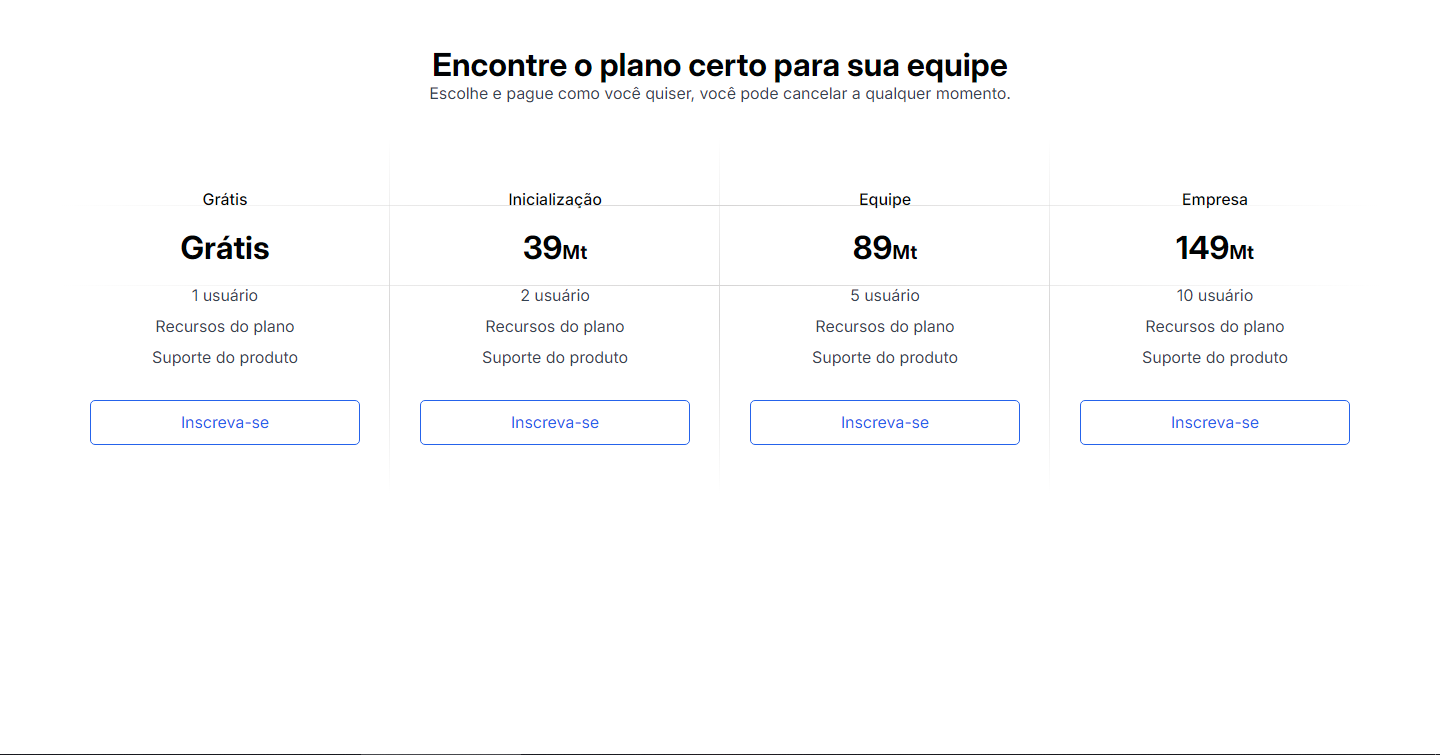 Encontre o plano certo para sua equipe
Escolhe e pague como você quiser, você pode cancelar a qualquer momento.
Grátis Inicialização Equipe Empresa
Grátis 39Mt 89Mt 149Mt
1 usuário 2 usuário 5 usuário 10 usuário
Recursos do plano Recursos do plano Recursos do plano Recursos do plano
Suporte do produto Suporte do produto Suporte do produto Suporte do produto
Inscreva-se Inscreva-se Inscreva-se Inscreva-se